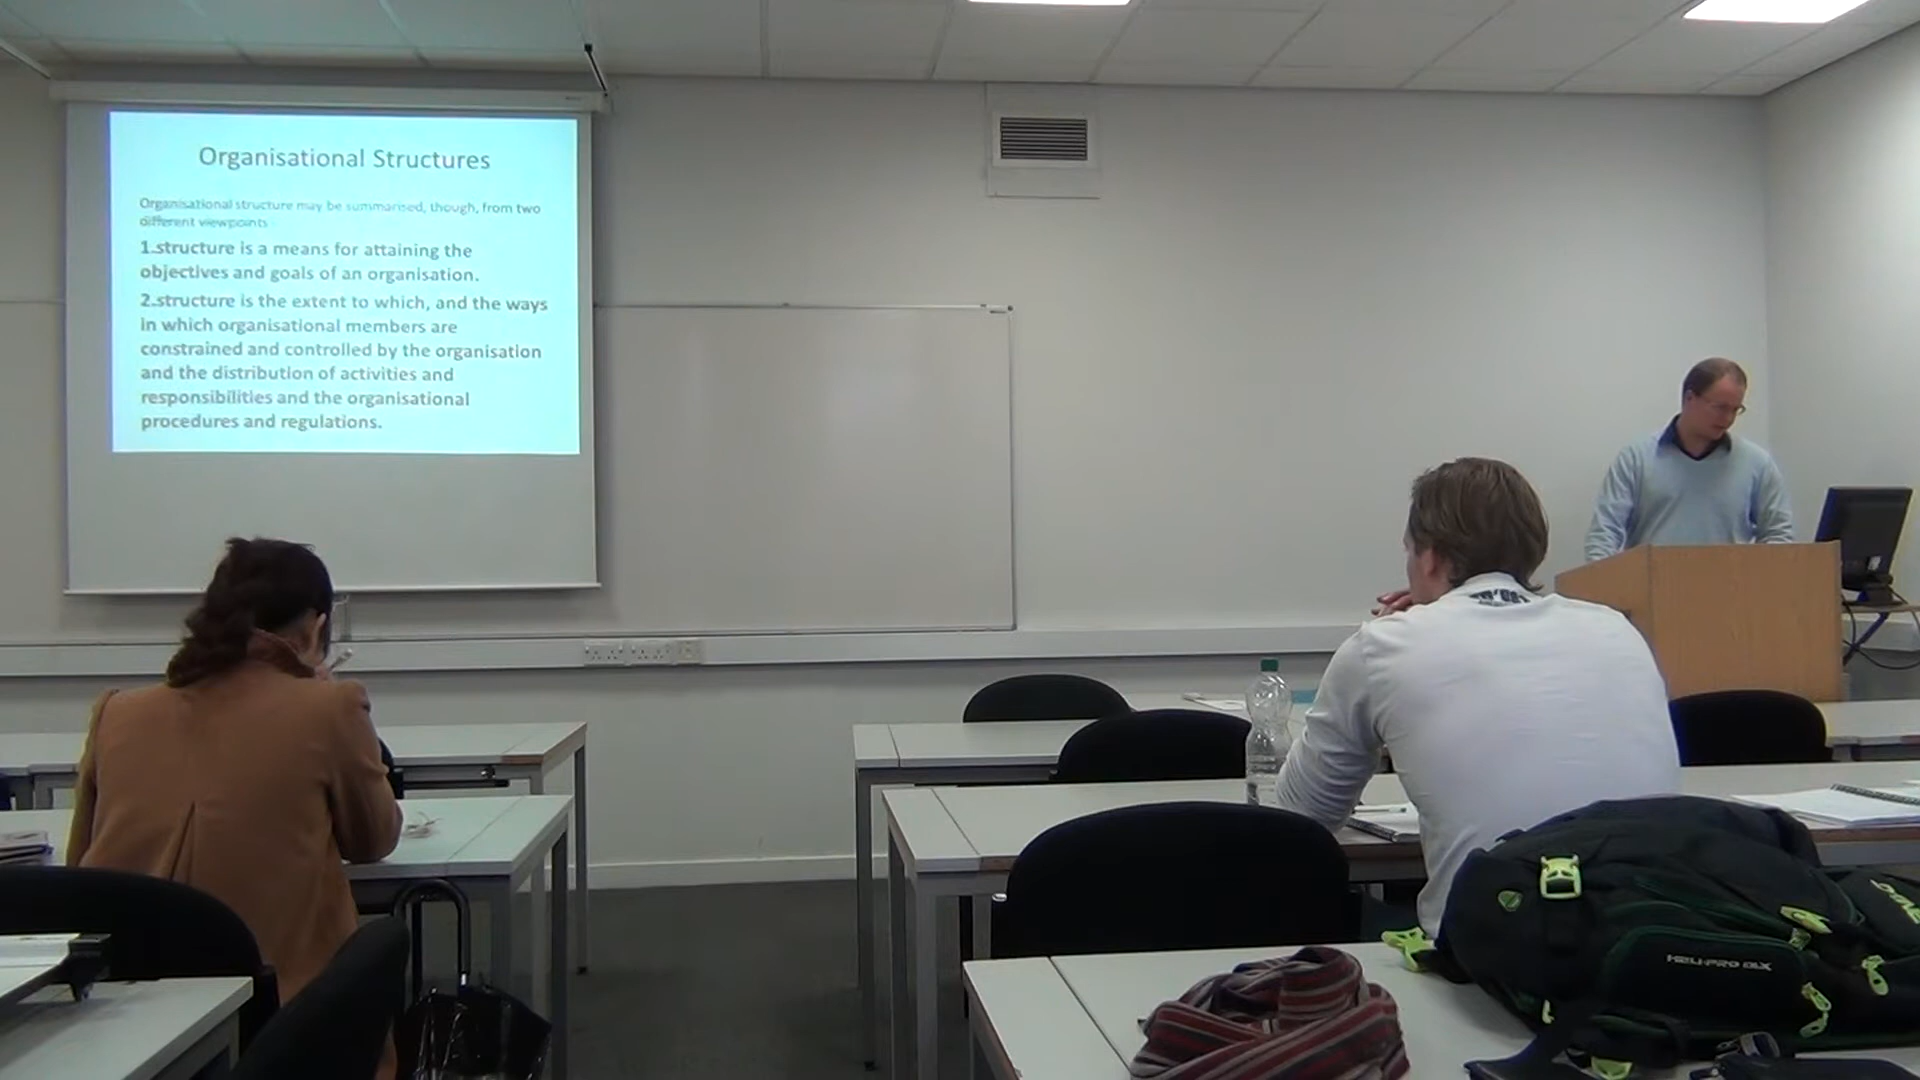 Organisational Structures
Organisational structure may be summarised, though, from two
different viewpoints
1.structure is a means for attaining the
objectives and goals of an organisation.
2.structure is the extent to which, and the ways
in which organisational members are
constrained and controlled by the organisation
and the distribution of activities and
responsibilities and the organisational
procedures and regulations.
HELI-PRO DLX